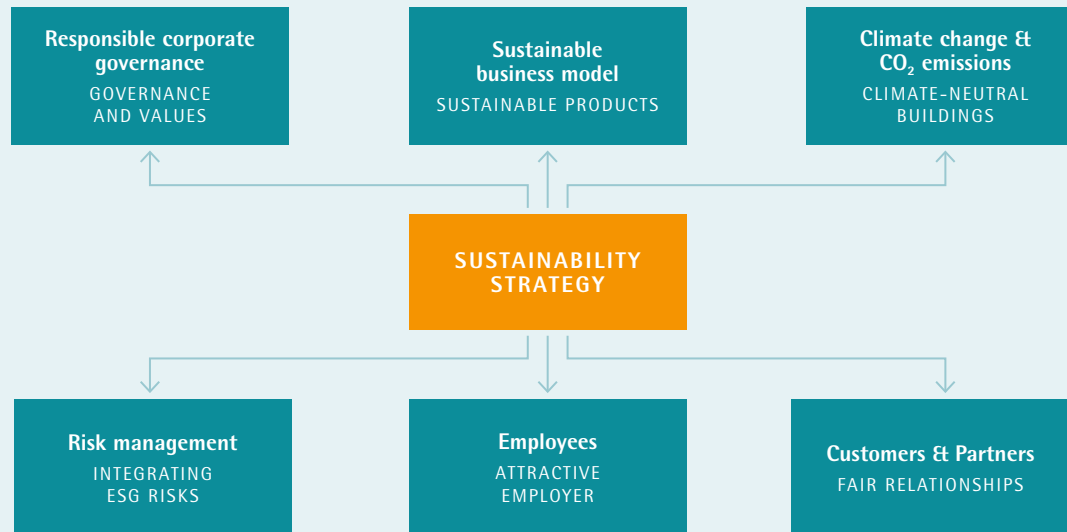 Responsible corporate
governance
GOVERNANCE
AND VALUES
Sustainable
business model
SUSTAINABLE PRODUCTS
Climate change &
CO₂ emissions
CLIMATE-NEUTRAL
BUILDINGS
SUSTAINABILITY
STRATEGY
Risk management
INTEGRATING
ESG RISKS
Employees
ATTRACTIVE
EMPLOYER
Customers & Partners
FAIR RELATIONSHIPS